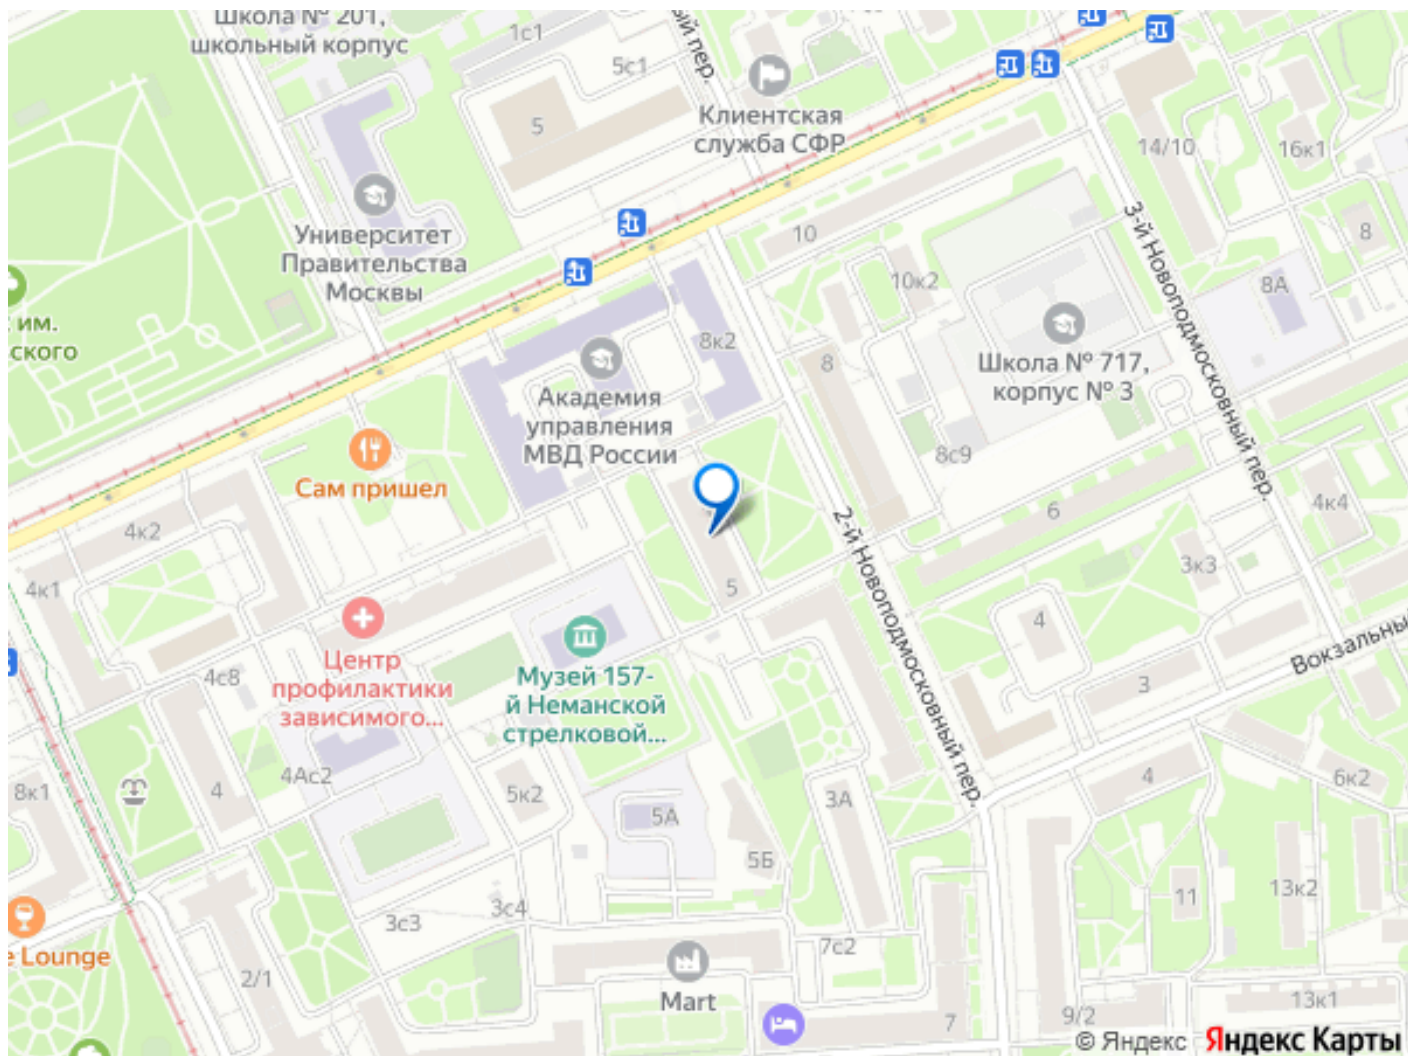 Школа № 201,
школьный корпус
1с1
5с1
5
ый пер.
Клиентская
служба СФР
14/10
16к1
Университет
Правительства
Москвы
10
10к2
3-й Новоподмосковный пер.
8
8А
им.
ского
8к2
8
Школа № 717,
корпус № 3
Академия
управления
МВД России
Сам пришел
8с9
4к2
6
4к4
4к1
2-й Новоподмосковный пер.
3к3
5
4
Центр
профилактики
зависимого...
4с8
Музей 157-
й Неманской
стрелковой...
Вокзальны
3
4Ас2
4
6к2
8к1
4
5к2
5А
3А
5Б
11
13к2
3с3
3с4
e Lounge
2/1
7с2
Mart
7
9/2
13к1
© Яндекс
Яндекс Карты